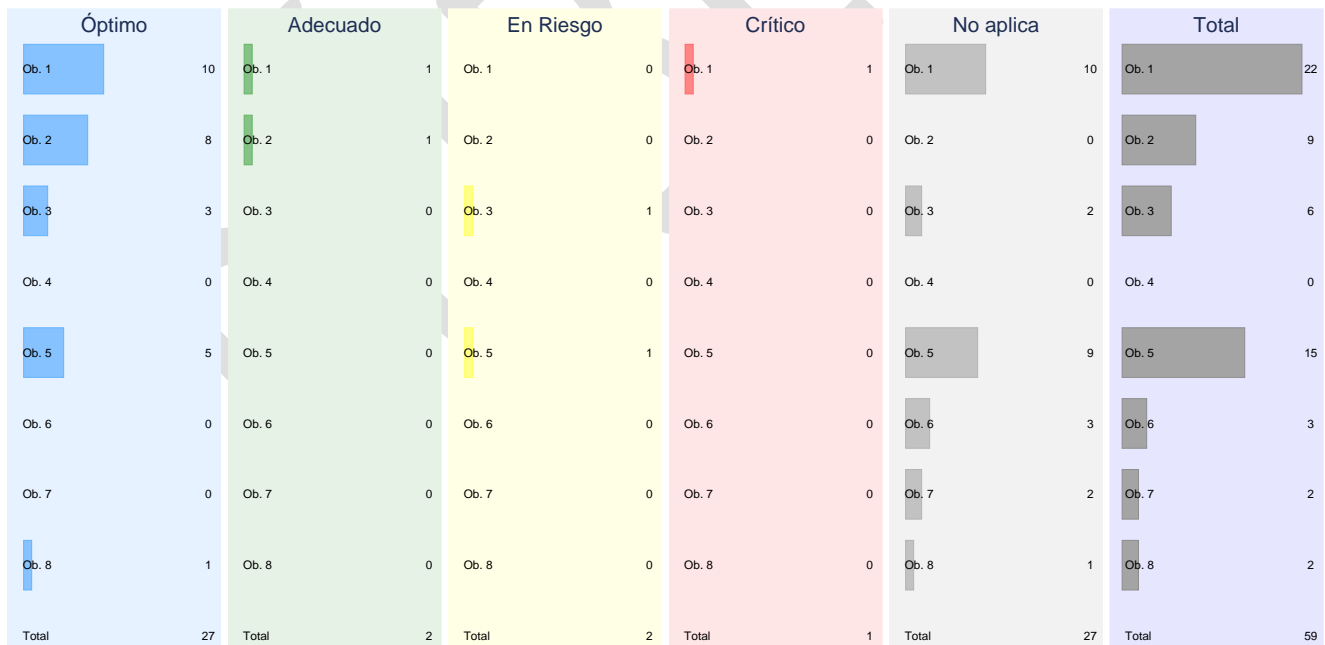 Óptimo Adecuado En Riesgo Crítico No aplica Total
Ob. 1 10 Ob. 1 1 Ob. 1 0 Ob. 1 1 Ob. 1 10 Ob. 1 22
Ob. 2 8 Ob. 2 1 Ob. 2 0 Ob. 2 0 Ob. 2 0 Ob. 2 9
Ob. 3 3 Ob. 3 0 Ob. 3 1 Ob. 3 0 Ob. 3 2 Ob. 3 6
Ob. 4 0 Ob. 4 0 Ob. 4 0 Ob. 4 0 Ob. 4 0 Ob. 4 0
Ob. 5 5 Ob. 5 0 Ob. 5 1 Ob. 5 0 Ob. 5 9 Ob. 5 15
Ob. 6 0 Ob. 6 0 Ob. 6 0 Ob. 6 0 Ob. 6 3 Ob. 6 3
Ob. 7 0 Ob. 7 0 Ob. 7 0 Ob. 7 0 Ob. 7 2 Ob. 7 2
Ob. 8 1 Ob. 8 0 Ob. 8 0 Ob. 8 0 Ob. 8 1 Ob. 8 2
Total 27 Total 2 Total 2 Total 1 Total 27 Total 59